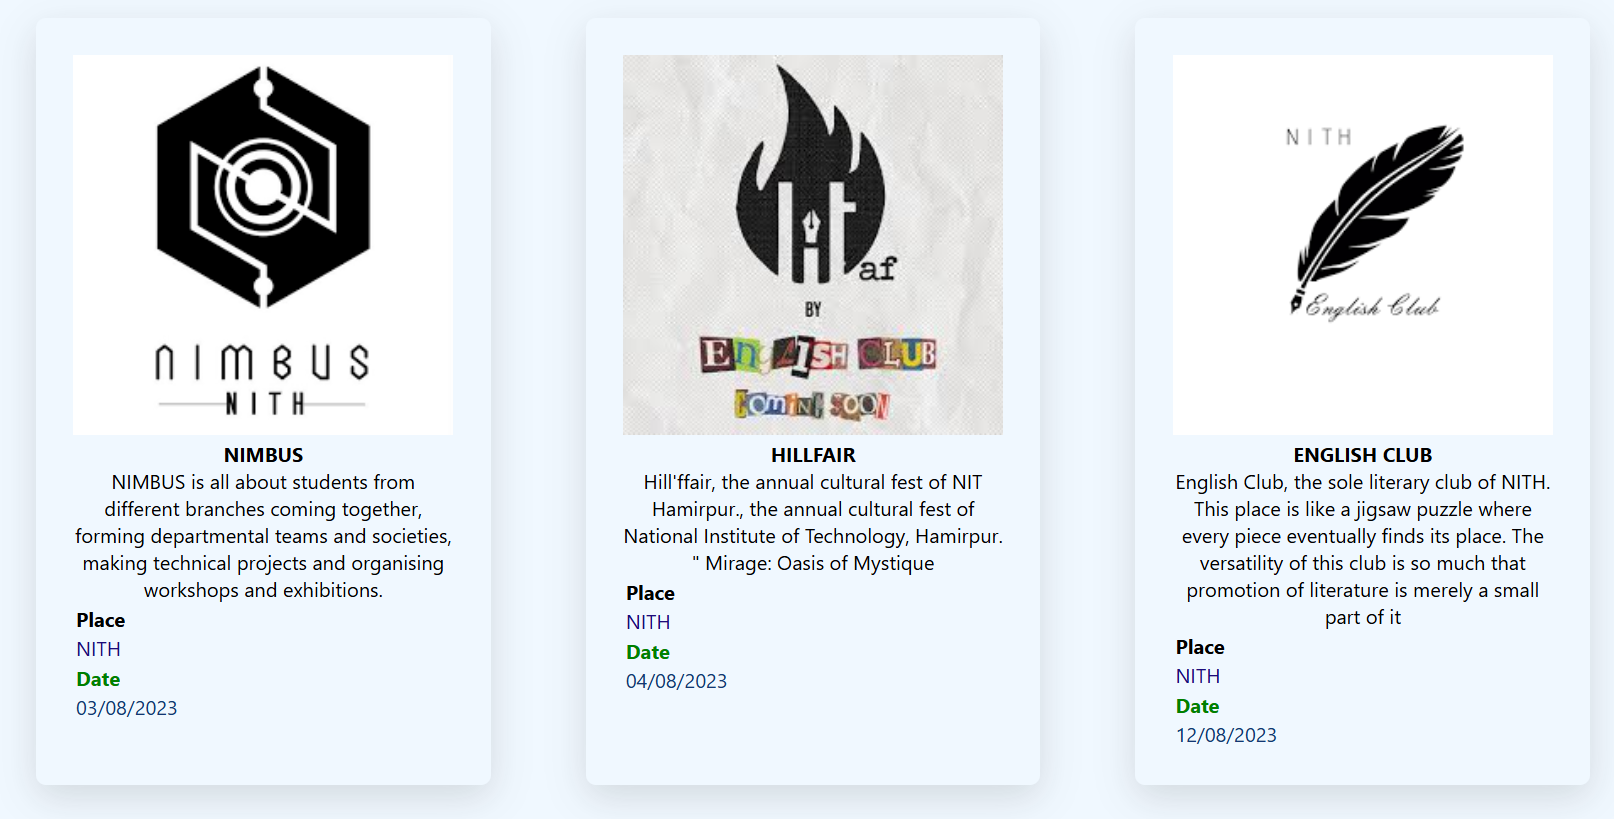 NIMBUS
NITH
NIMBUS
NIMBUS is all about students from
different branches coming together,
forming departmental teams and societies,
making technical projects and organising
workshops and exhibitions.
Place
NITH
Date
03/08/2023
Ht
af
BY
EngLISH CLUB
COMING SOON
HILLFAIR
Hill'ffair, the annual cultural fest of NIT
Hamirpur., the annual cultural fest of
National Institute of Technology, Hamirpur.
" Mirage: Oasis of Mystique
Place
NITH
Date
04/08/2023
NITH
English Club
ENGLISH CLUB
English Club, the sole literary club of NITH.
This place is like a jigsaw puzzle where
every piece eventually finds its place. The
versatility of this club is so much that
promotion of literature is merely a small
part of it
Place
NITH
Date
12/08/2023